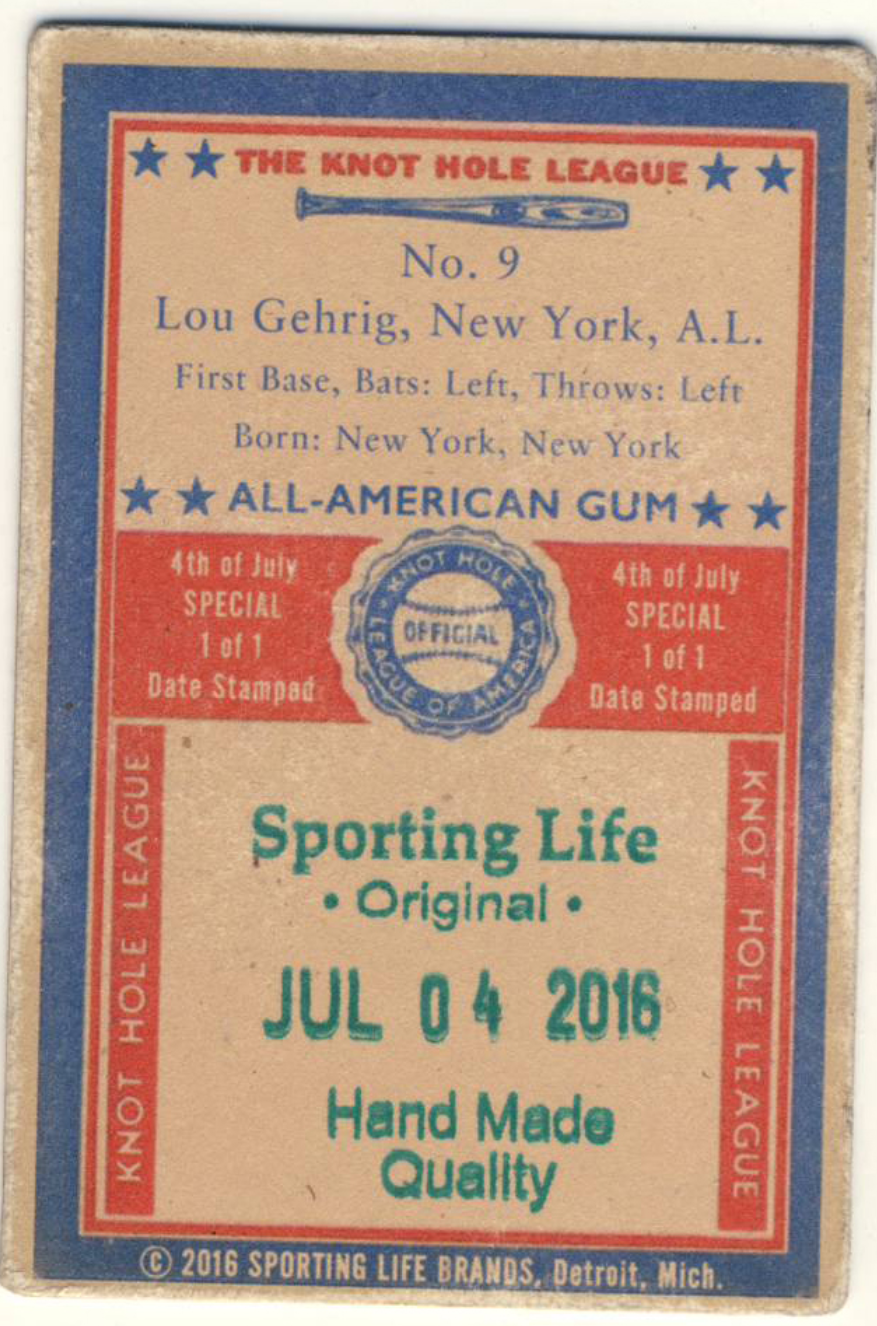 THE KNOT HOLE LEAGUE
No. 9
Lou Gehrig, New York, A.L.
First Base, Bats: Left, Throws: Left
Born: New York, New York
ALL-AMERICAN GUM
4th of July
SPECIAL
1 of 1
Date Stamped
KNOT HOLE
OFFICIAL
LEAGUE OF AMERICA
4th of July
SPECIAL
1 of 1
Date Stamped
KNOT HOLE LEAGUE
Sporting Life
• Original •
JUL 04 2016
Hand Made
Quality
KNOT HOLE LEAGUE
© 2016 SPORTING LIFE BRANDS, Detroit, Mich.